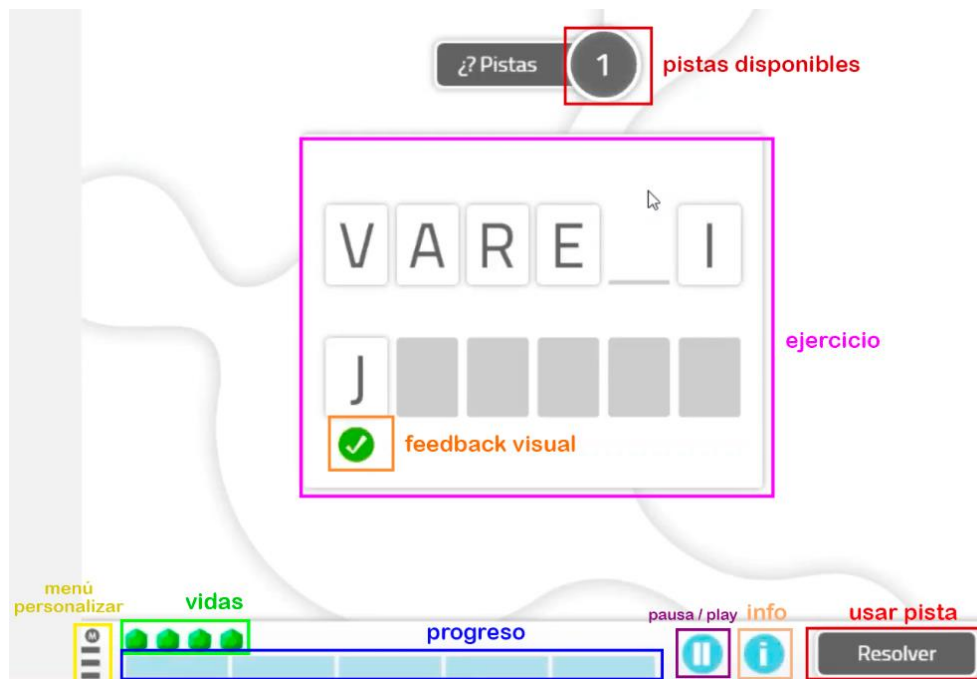 ¿? Pistas 1 pistas disponibles
V A R E _ I
ejercicio
J
feedback visual
menú
personalizar
vidas
progreso
pausa / play
info
usar pista
M
i
Resolver